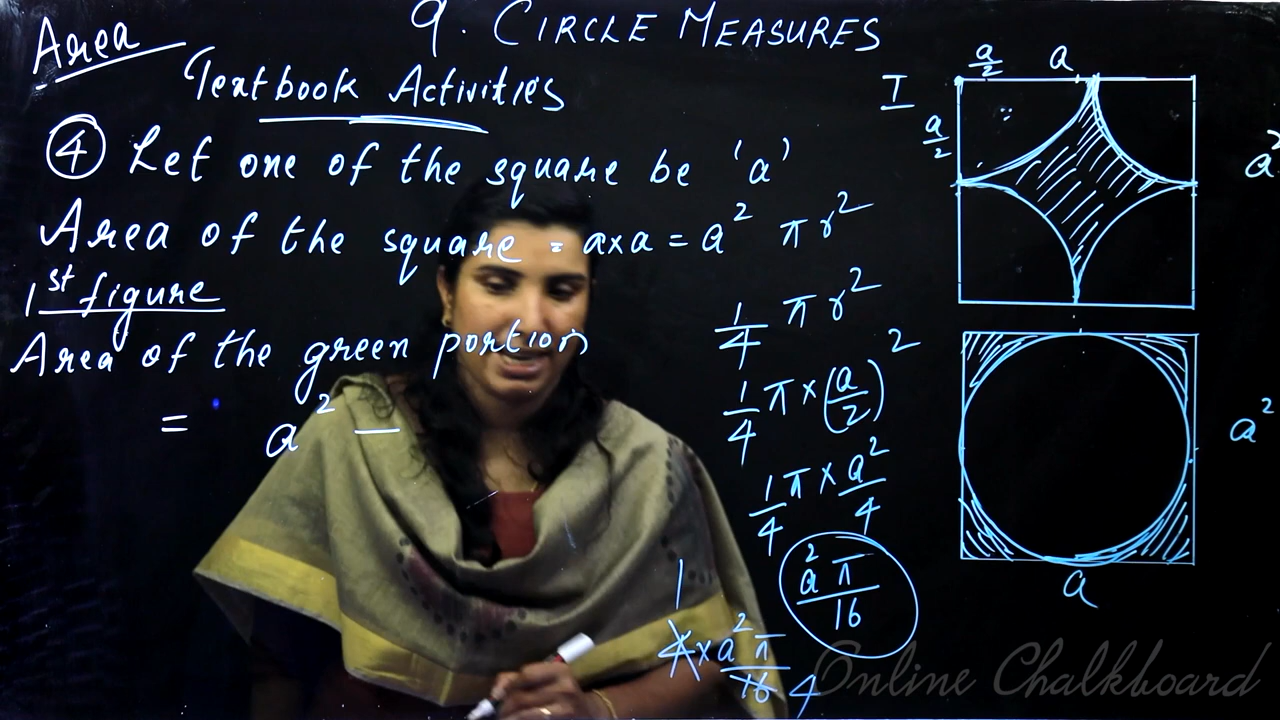 9. CIRCLE MEASURES
Area
Textbook Activities
④ Let one of the square be 'a'
Area of the square = a×a = a²
1st figure
Area of the green portion
= a² −
πr²
1/4 πr²
1/4 π × (a/2)²
1/4 π × a²/4
a²π/16
1
4 × a²π/16 4
I
a/2 a
a/2
a²
a²
a
Online Chalkboard